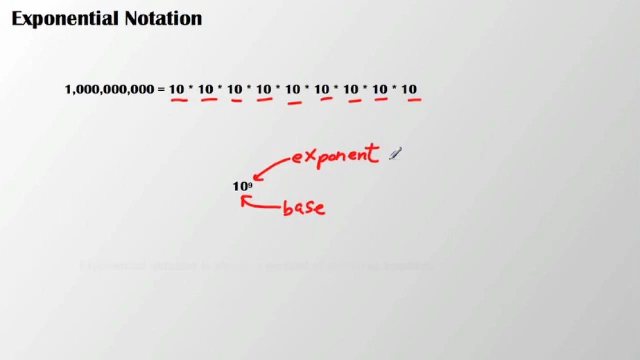 Exponential Notation
1,000,000,000 = 10 * 10 * 10 * 10 * 10 * 10 * 10 * 10 * 10
exponent
10⁹
base